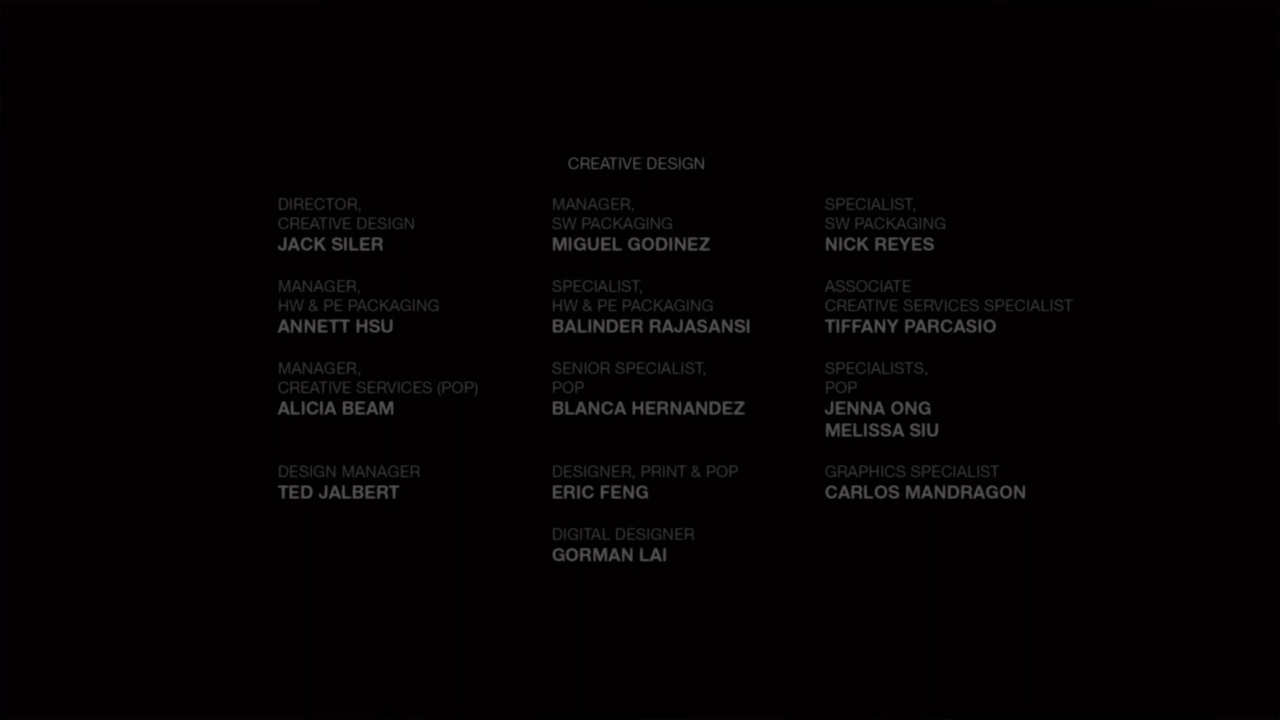 CREATIVE DESIGN
DIRECTOR,
CREATIVE DESIGN
JACK SILER
MANAGER,
SW PACKAGING
MIGUEL GODINEZ
SPECIALIST,
SW PACKAGING
NICK REYES
MANAGER,
HW & PE PACKAGING
ANNETT HSU
SPECIALIST,
HW & PE PACKAGING
BALINDER RAJASANSI
ASSOCIATE
CREATIVE SERVICES SPECIALIST
TIFFANY PARCASIO
MANAGER,
CREATIVE SERVICES (POP)
ALICIA BEAM
SENIOR SPECIALIST,
POP
BLANCA HERNANDEZ
SPECIALISTS,
POP
JENNA ONG
MELISSA SIU
DESIGN MANAGER
TED JALBERT
DESIGNER, PRINT & POP
ERIC FENG
GRAPHICS SPECIALIST
CARLOS MANDRAGON
DIGITAL DESIGNER
GORMAN LAI